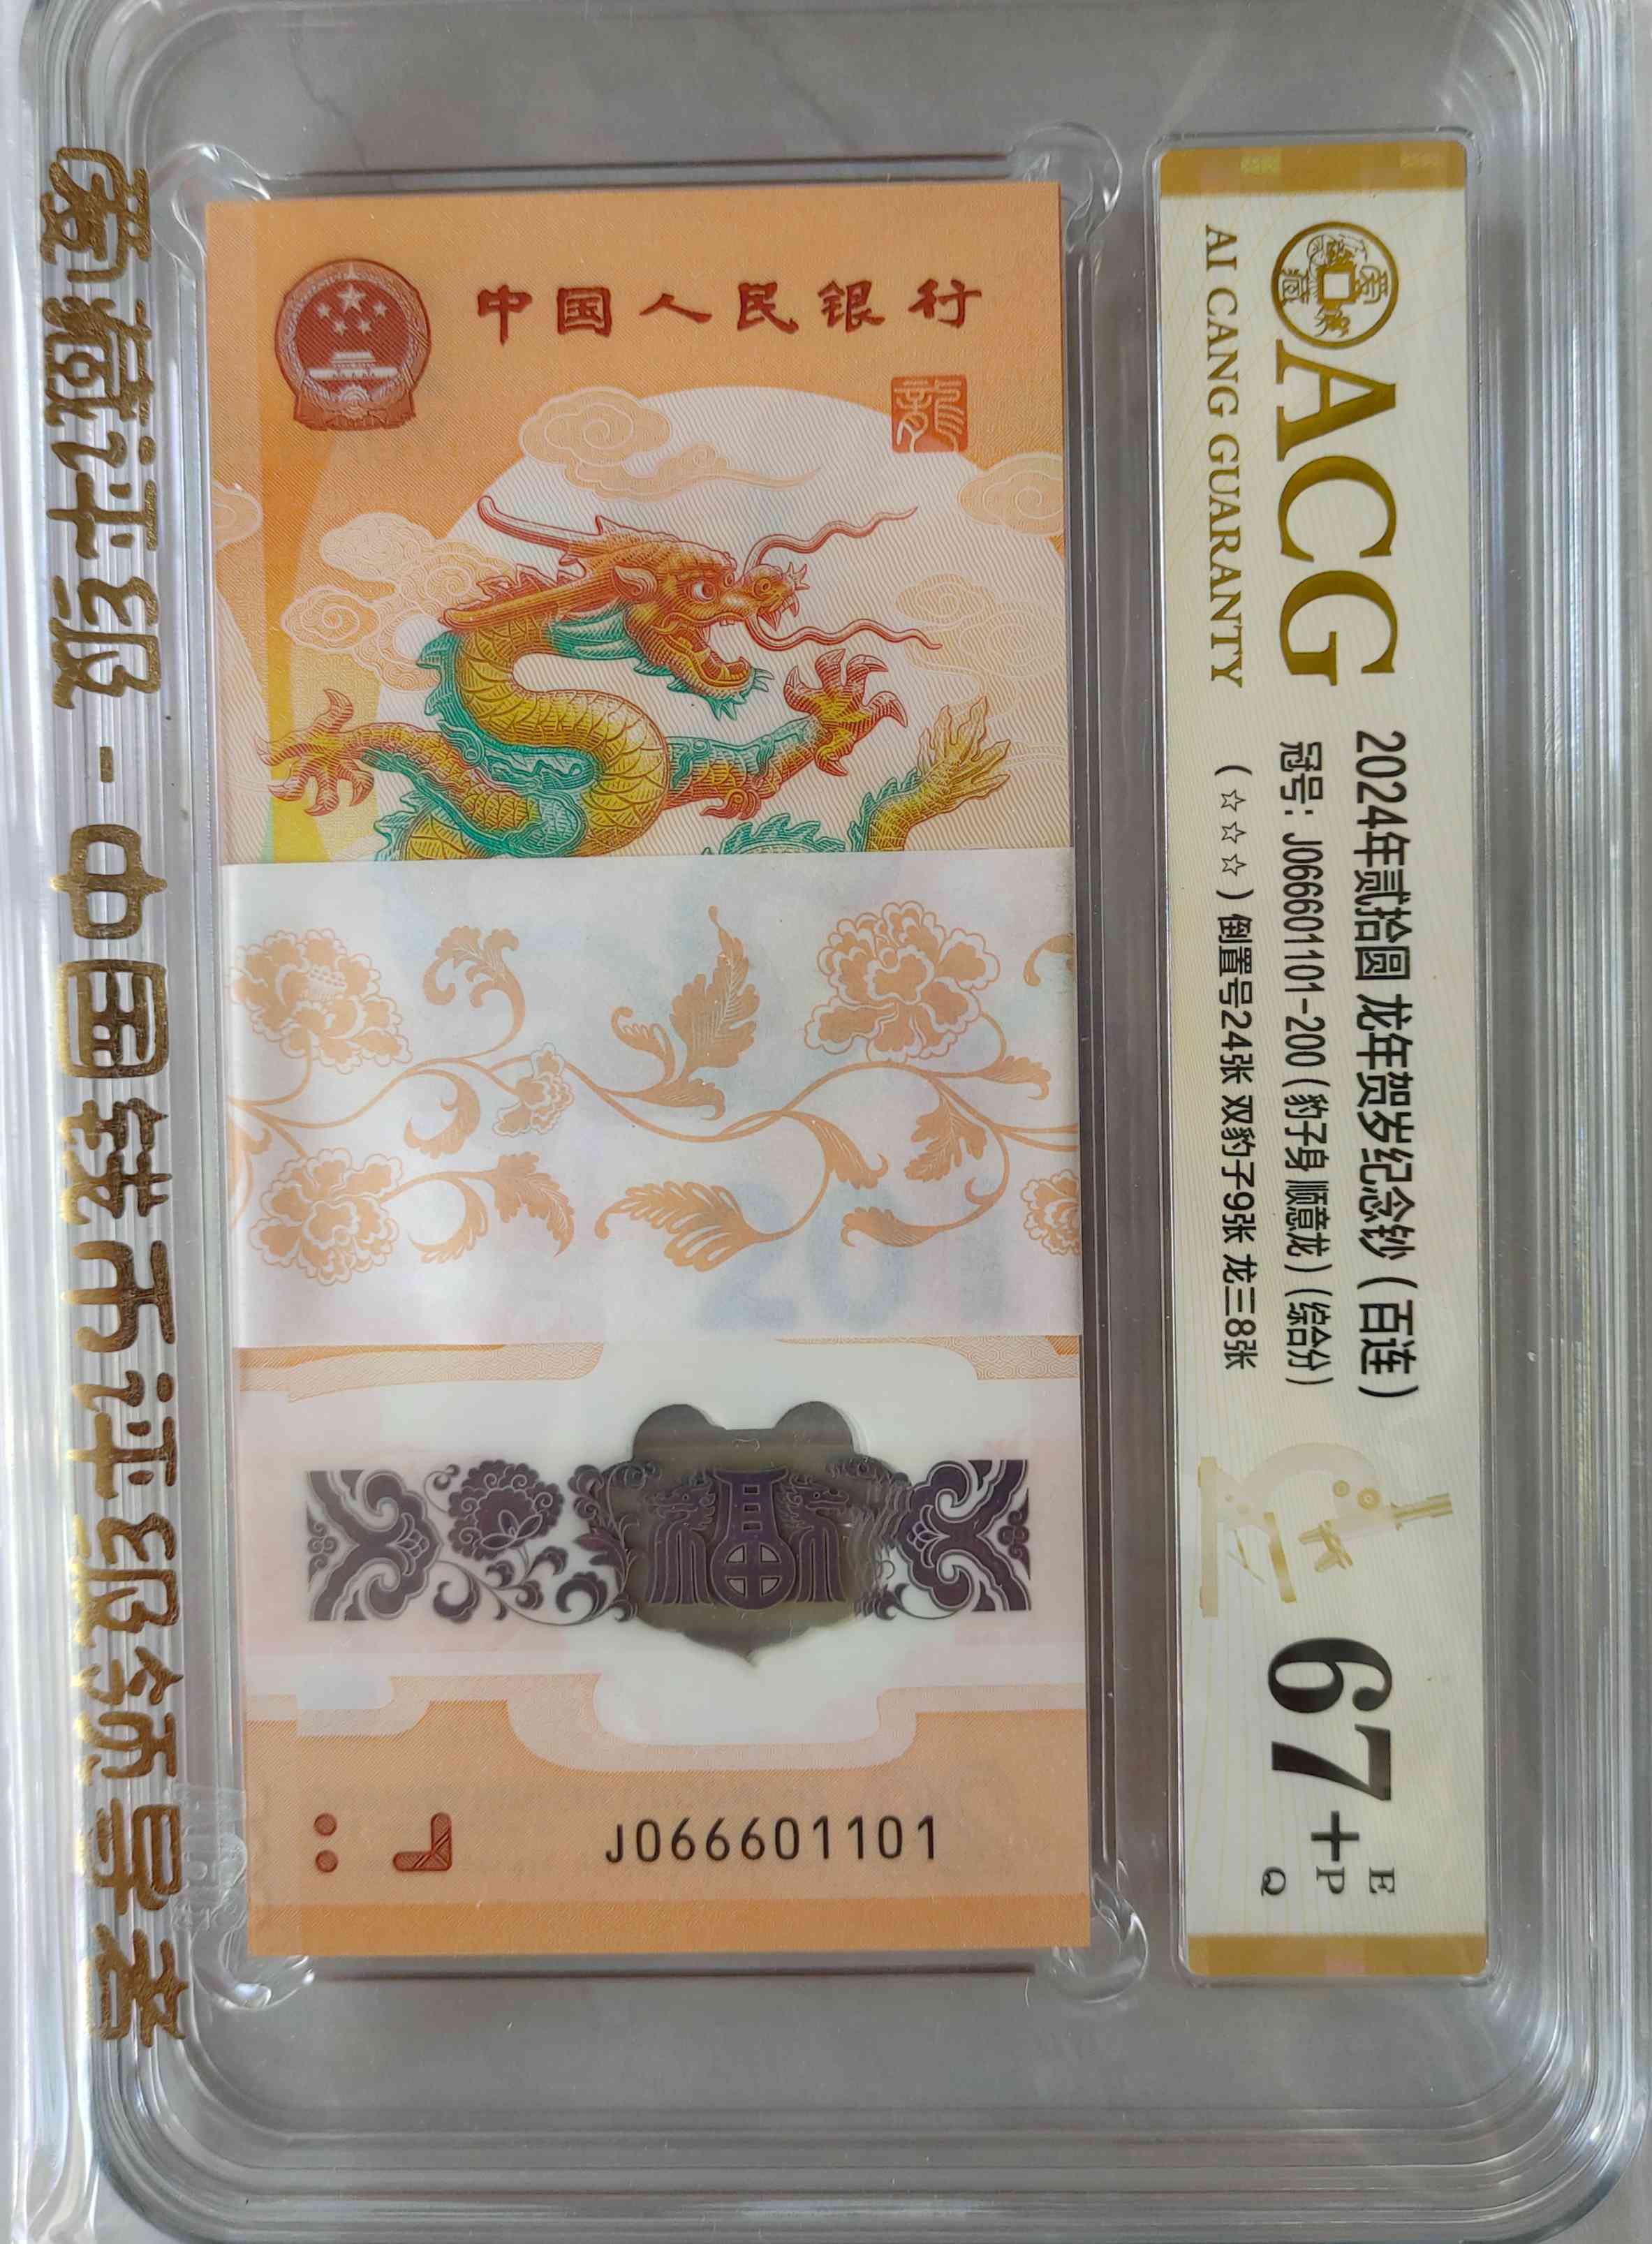 爱藏评级-中国钱币评级领导者
中国人民银行
龍
J066601101
ACG
AI CANG GUARANTY
2024年贰拾圆 龙年贺岁纪念钞（百连）
冠号：J066601101-200（豹子身 顺意龙）（综合分）
（☆☆☆）倒置号24张 双豹子9张 龙三8张
67+
E
P
Q